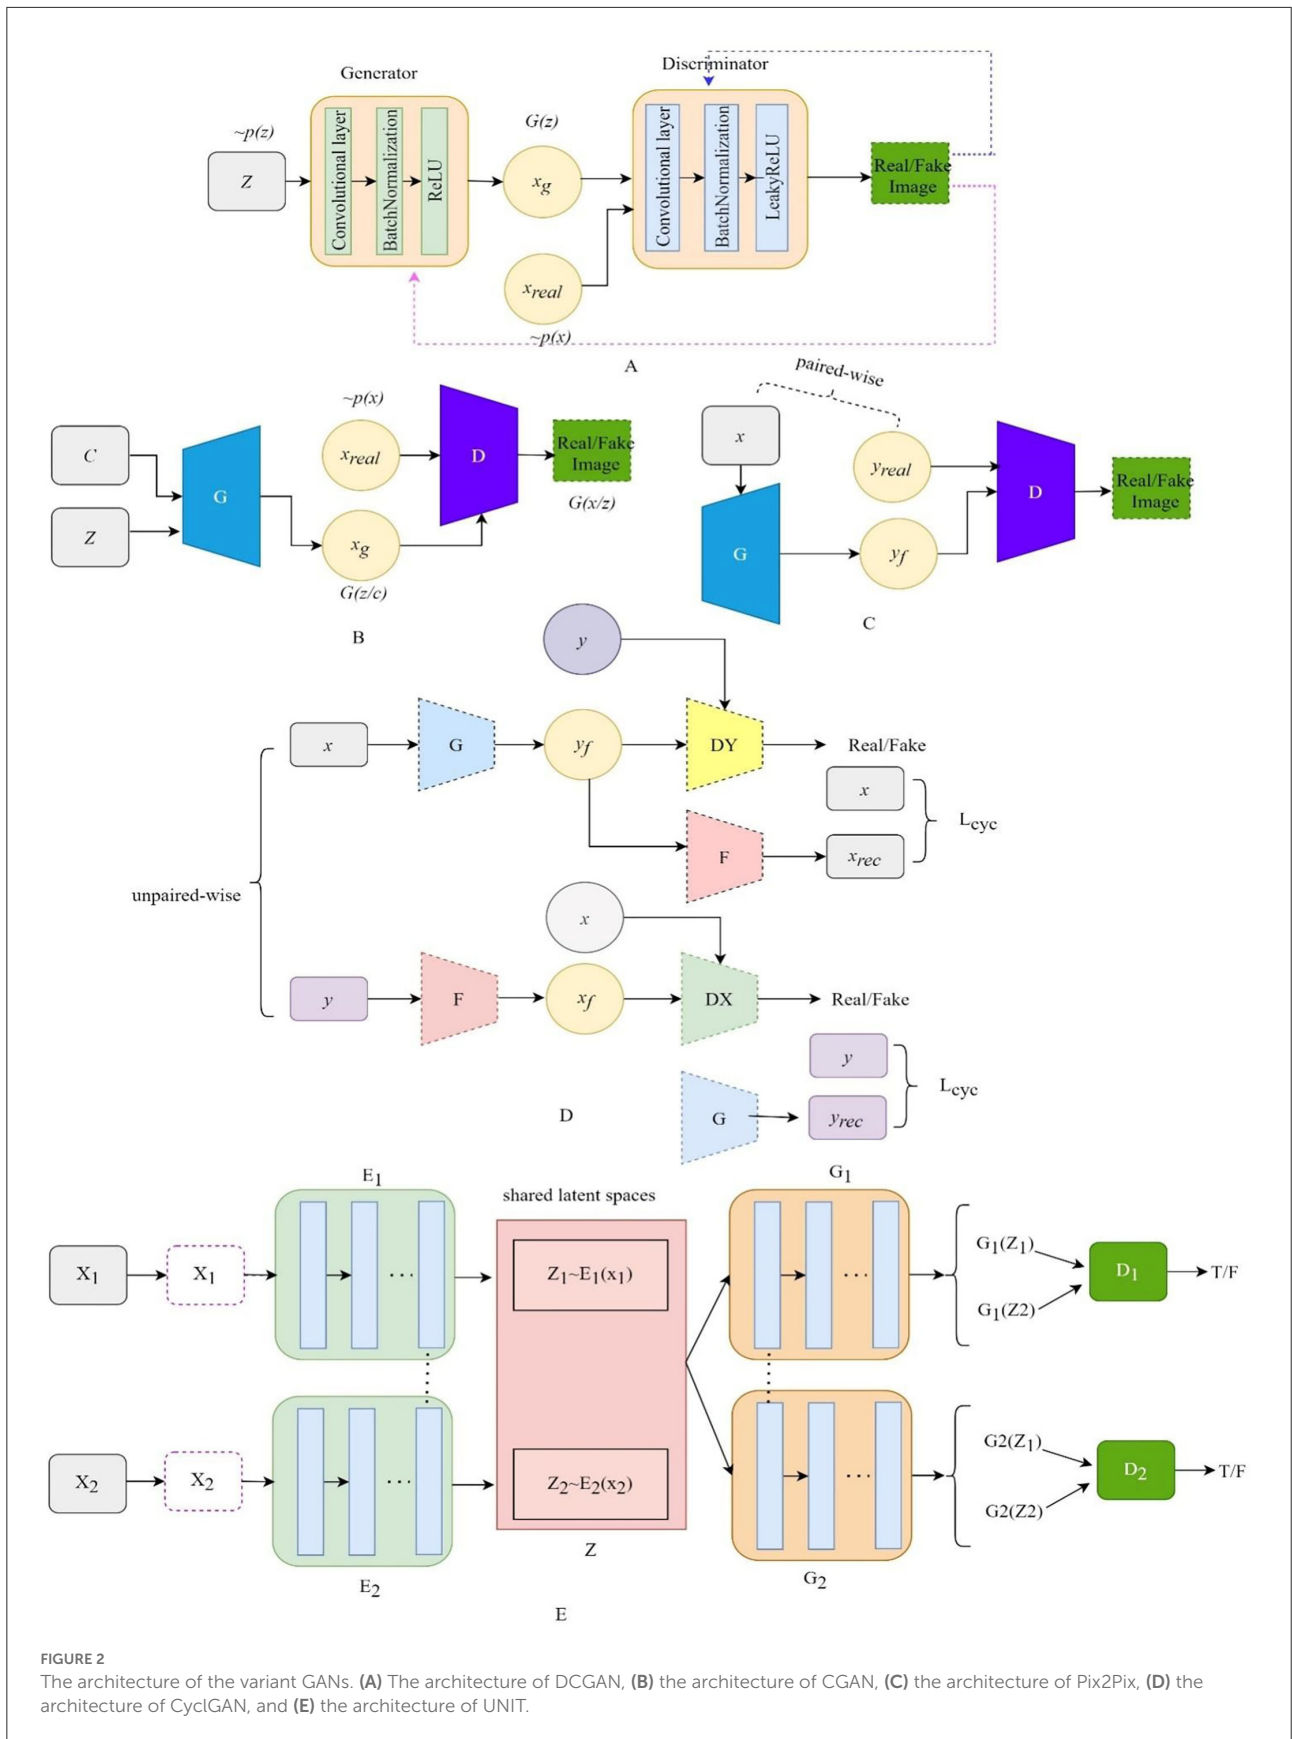 Generator
Discriminator
~p(z)
Z
Convolutional layer
BatchNormalization
ReLU
G(z)
xg
xreal
~p(x)
Convolutional layer
BatchNormalization
LeakyReLU
Real/Fake
Image
A
C
Z
G
~p(x)
xreal
xg
G(z/c)
D
Real/Fake
Image
G(x/z)
B
paired-wise
x
G
yreal
yf
D
Real/Fake
Image
C
y
x
G
yf
DY
Real/Fake
x
F
xrec
Lcyc
unpaired-wise
x
y
F
xf
DX
Real/Fake
y
G
yrec
Lcyc
D
E1
shared latent spaces
G1
X1
X1
...
Z1~E1(x1)
...
G1(Z1)
G1(Z2)
D1
T/F
X2
X2
...
Z2~E2(x2)
...
G2(Z1)
G2(Z2)
D2
T/F
E2
Z
G2
E
FIGURE 2
The architecture of the variant GANs. (A) The architecture of DCGAN, (B) the architecture of CGAN, (C) the architecture of Pix2Pix, (D) the
architecture of CyclGAN, and (E) the architecture of UNIT.